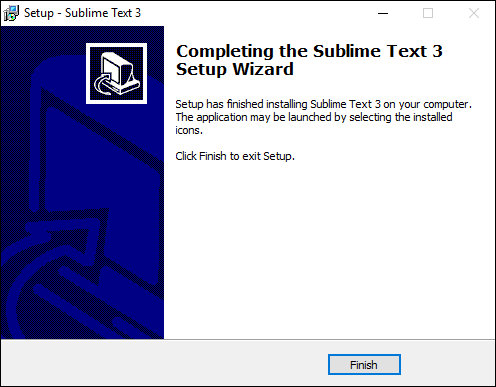 Setup - Sublime Text 3
Completing the Sublime Text 3
Setup Wizard
Setup has finished installing Sublime Text 3 on your computer.
The application may be launched by selecting the installed
icons.
Click Finish to exit Setup.
Finish